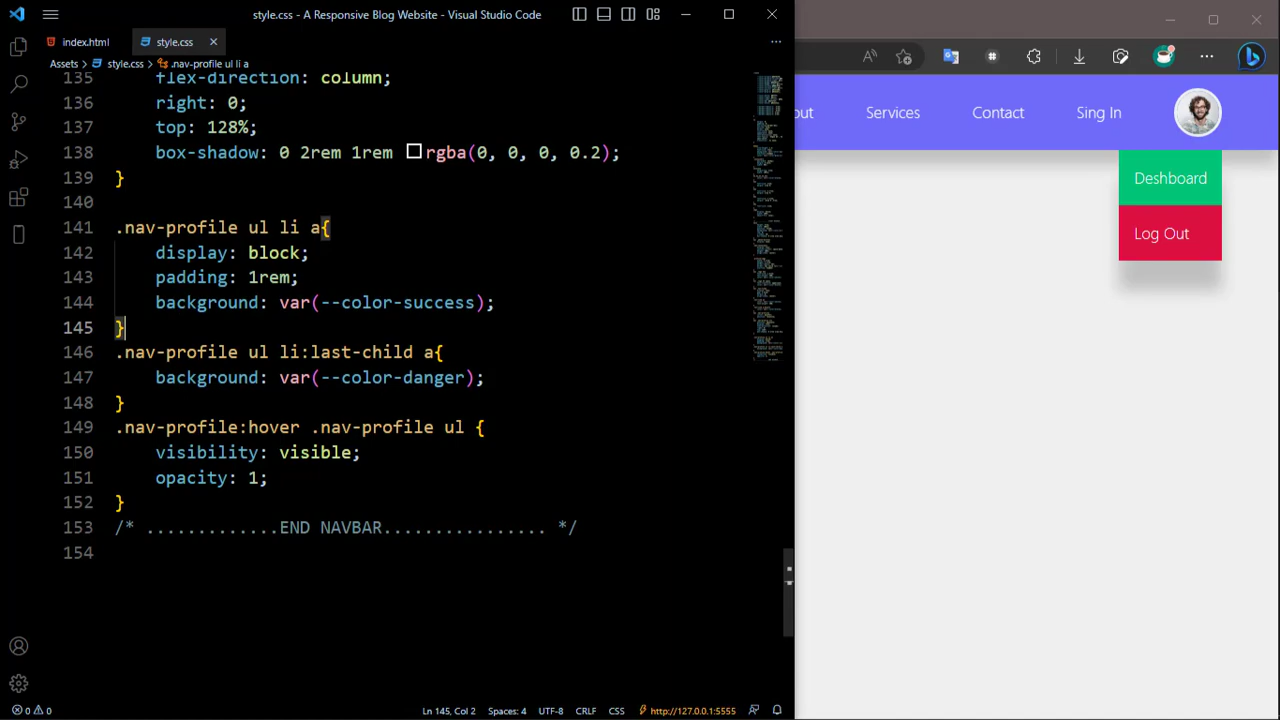 style.css - A Responsive Blog Website - Visual Studio Code
index.html
style.css
Assets > style.css > .nav-profile ul li a
135 flex-direction: column;
136 right: 0;
137 top: 128%;
138 box-shadow: 0 2rem 1rem rgba(0, 0, 0, 0.2);
139 }
140
141 .nav-profile ul li a{
142 display: block;
143 padding: 1rem;
144 background: var(--color-success);
145 }
146 .nav-profile ul li:last-child a{
147 background: var(--color-danger);
148 }
149 .nav-profile:hover .nav-profile ul {
150 visibility: visible;
151 opacity: 1;
152 }
153 /* .............END NAVBAR................ */
154
0 0
Ln 145, Col 2
Spaces: 4
UTF-8
CRLF
CSS
http://127.0.0.1:5555
out
Services
Contact
Sing In
Deshboard
Log Out